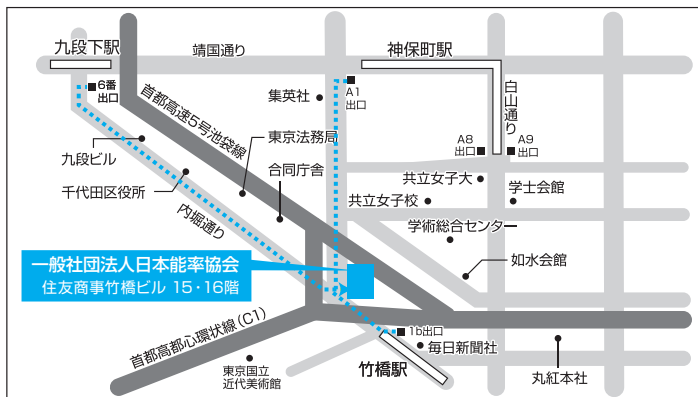 九段下駅
靖国通り
神保町駅
6番
出口
A1
出口
集英社
首都高速5号池袋線
東京法務局
白山通り
A8
出口
A9
出口
九段ビル
合同庁舎
千代田区役所
共立女子大
学士会館
共立女子校
内堀通り
学術総合センター
如水会館
一般社団法人日本能率協会
住友商事竹橋ビル 15・16階
首都高都心環状線(C1)
1b出口
毎日新聞社
竹橋駅
東京国立
近代美術館
丸紅本社